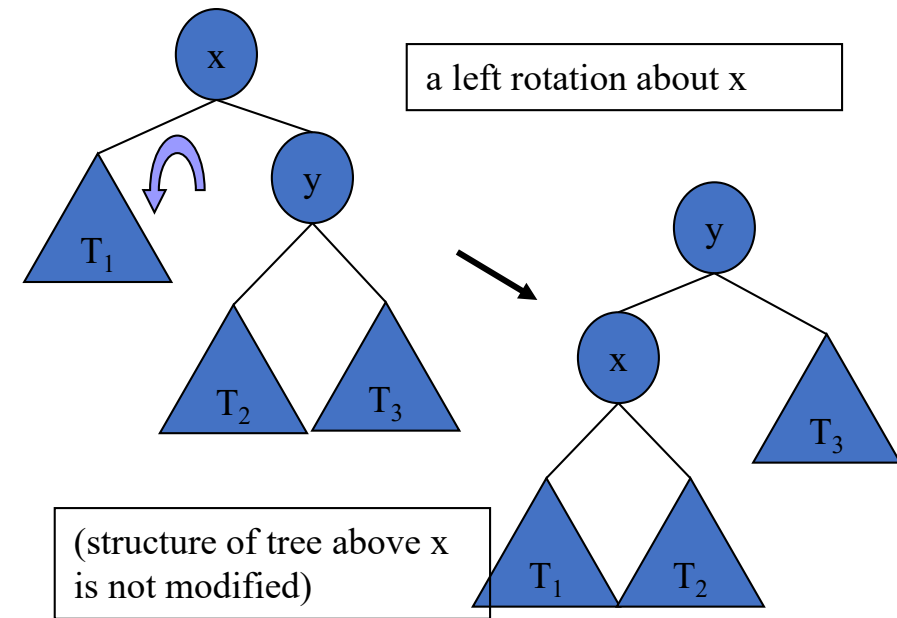 x
a left rotation about x
y
T₁
T₂
T₃
y
x
T₃
(structure of tree above x
is not modified)
T₁
T₂